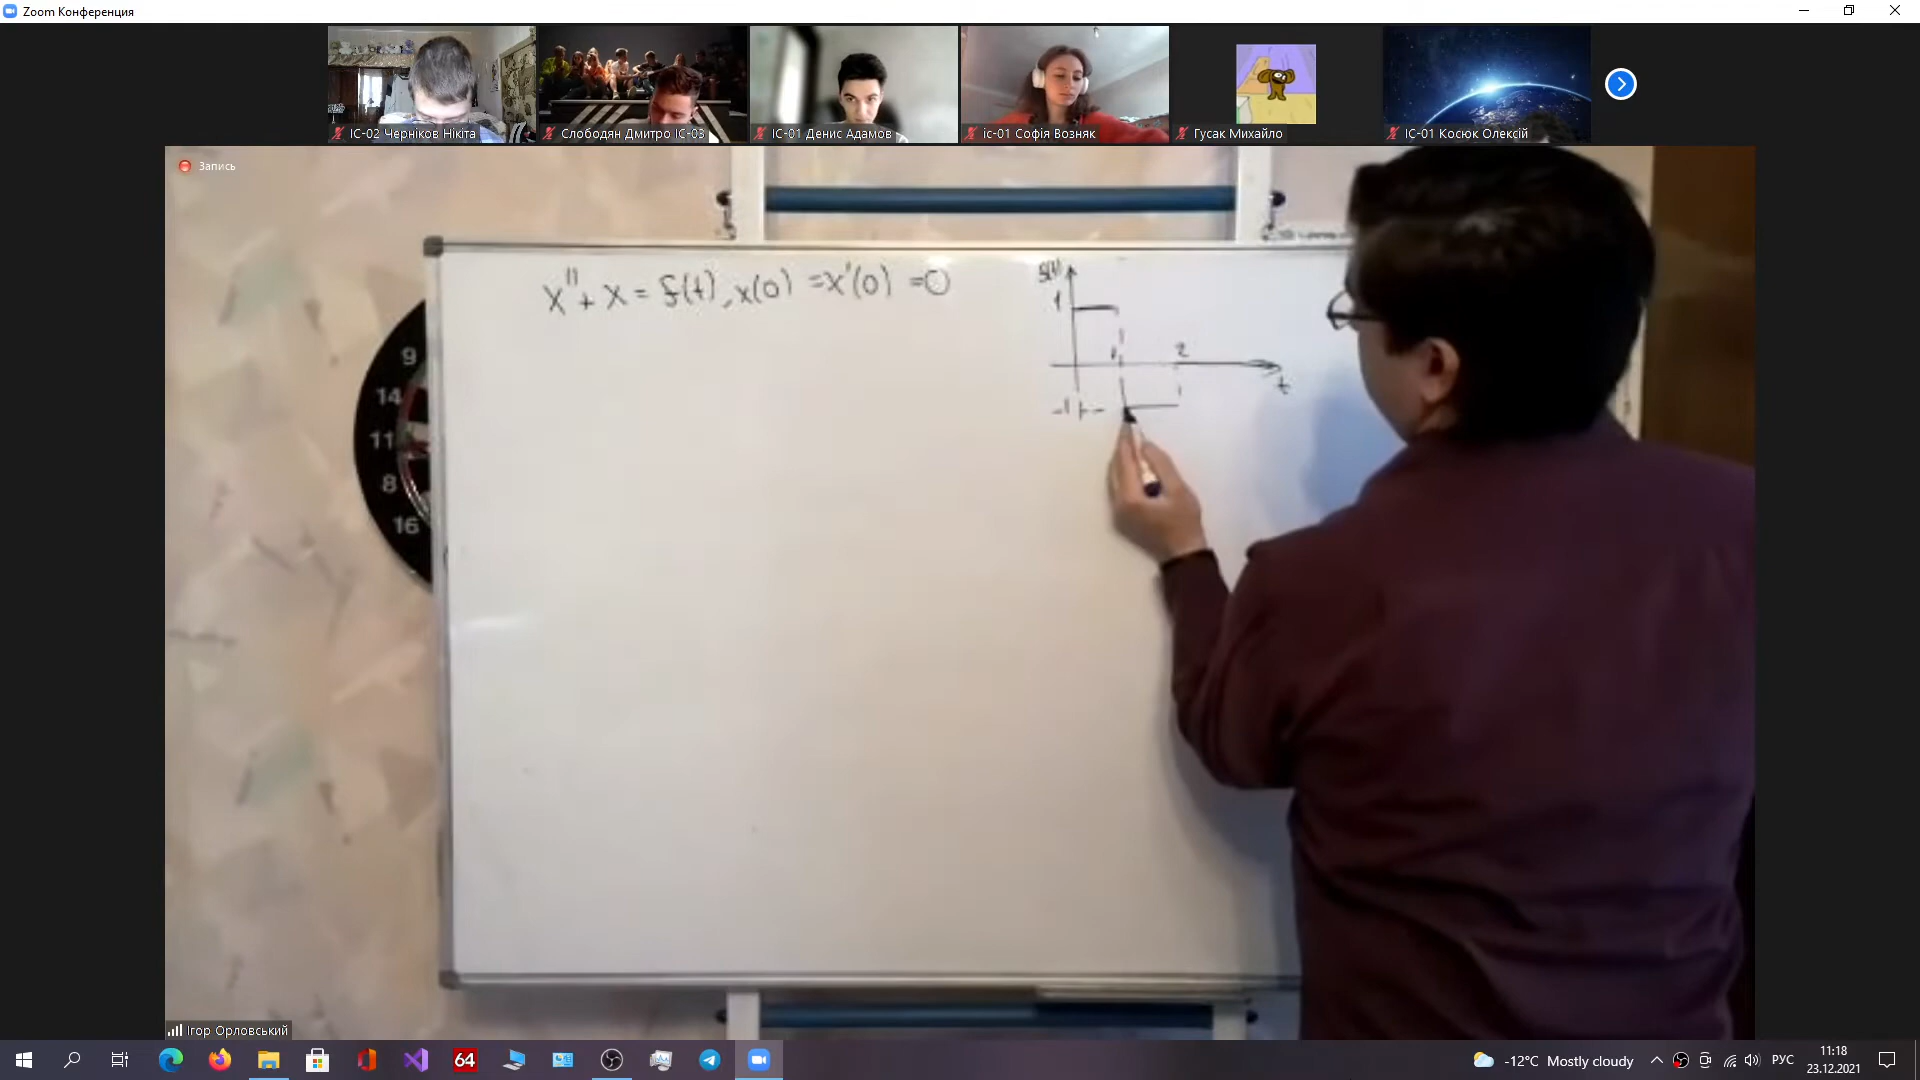 Zoom Конференция
IC-02 Черніков Нікіта
Слободян Дмитро ІС-03
IC-01 Денис Адамов
іс-01 Софія Возняк
Гусак Михайло
ІС-01 Косюк Олексій
Запись
x'' + x = f(t), x(0) = x'(0) = 0
f(t)
1
1
2
t
-1
9
14
11
8
16
Ігор Орловський
64
-12°C Mostly cloudy
РУС
11:18
23.12.2021